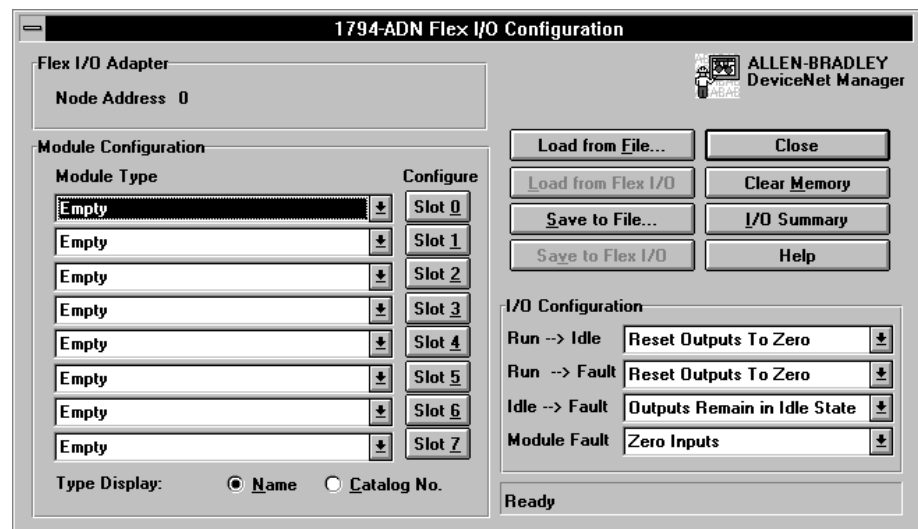 1794-ADN Flex I/O Configuration
Flex I/O Adapter
Node Address 0
ALLEN-BRADLEY
DeviceNet Manager
Module Configuration
Module Type
Configure
Empty
Slot 0
Empty
Slot 1
Empty
Slot 2
Empty
Slot 3
Empty
Slot 4
Empty
Slot 5
Empty
Slot 6
Empty
Slot 7
Type Display:
Name
Catalog No.
Load from File...
Close
Load from Flex I/O
Clear Memory
Save to File...
I/O Summary
Save to Flex I/O
Help
I/O Configuration
Run --> Idle
Reset Outputs To Zero
Run --> Fault
Reset Outputs To Zero
Idle --> Fault
Outputs Remain in Idle State
Module Fault
Zero Inputs
Ready